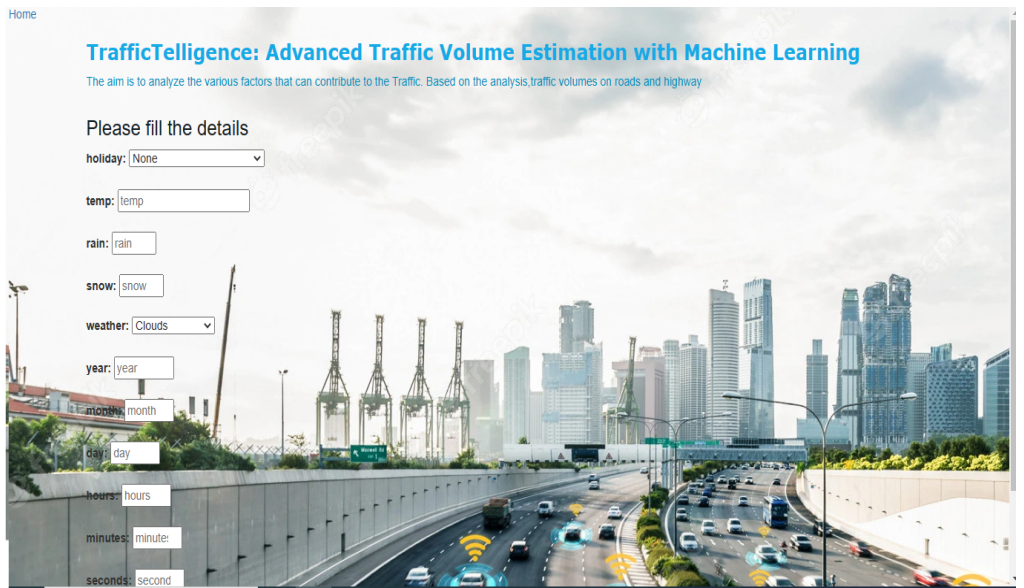 Home
TrafficTelligence: Advanced Traffic Volume Estimation with Machine Learning
The aim is to analyze the various factors that can contribute to the Traffic. Based on the analysis,traffic volumes on roads and highway
Please fill the details
holiday: None
temp: temp
rain: rain
snow: snow
weather: Clouds
year: year
month: month
day: day
hours: hours
minutes: minute
seconds: second